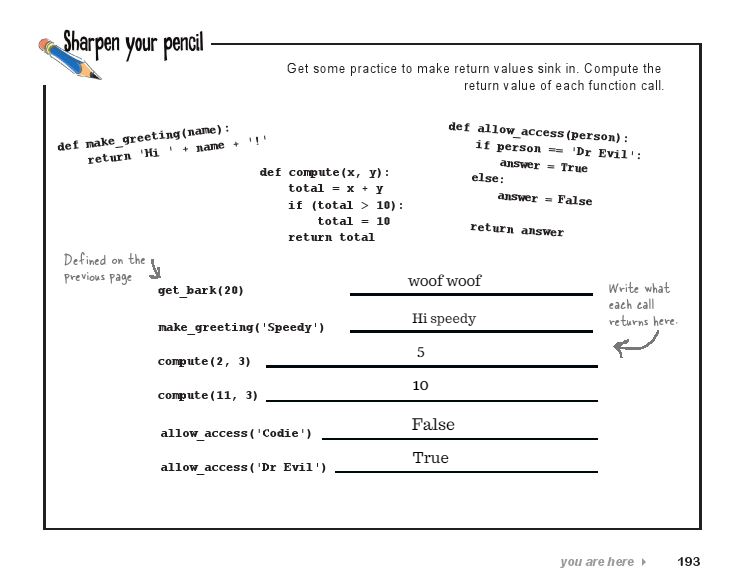 Sharpen your pencil
Get some practice to make return values sink in. Compute the
return value of each function call.
def make_greeting(name):
return 'Hi ' + name + '!'
def compute(x, y):
total = x + y
if (total > 10):
total = 10
return total
def allow_access(person):
if person == 'Dr Evil':
answer = True
else:
answer = False
return answer
Defined on the
previous page
get_bark(20) woof woof
make_greeting('Speedy') Hi speedy
compute(2, 3) 5
compute(11, 3) 10
allow_access('Codie') False
allow_access('Dr Evil') True
Write what
each call
returns here.
you are here 193